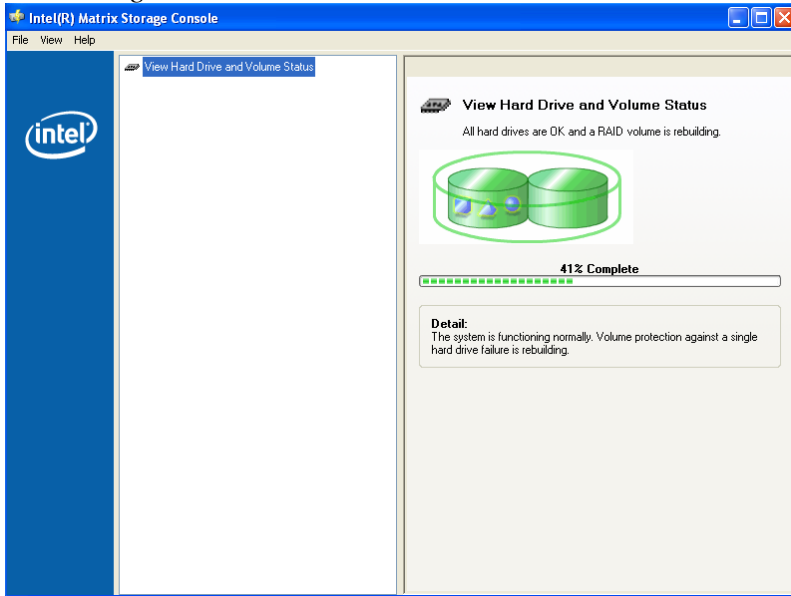 Intel(R) Matrix Storage Console
File View Help
View Hard Drive and Volume Status
intel
View Hard Drive and Volume Status
All hard drives are OK and a RAID volume is rebuilding.
41% Complete
Detail:
The system is functioning normally. Volume protection against a single
hard drive failure is rebuilding.